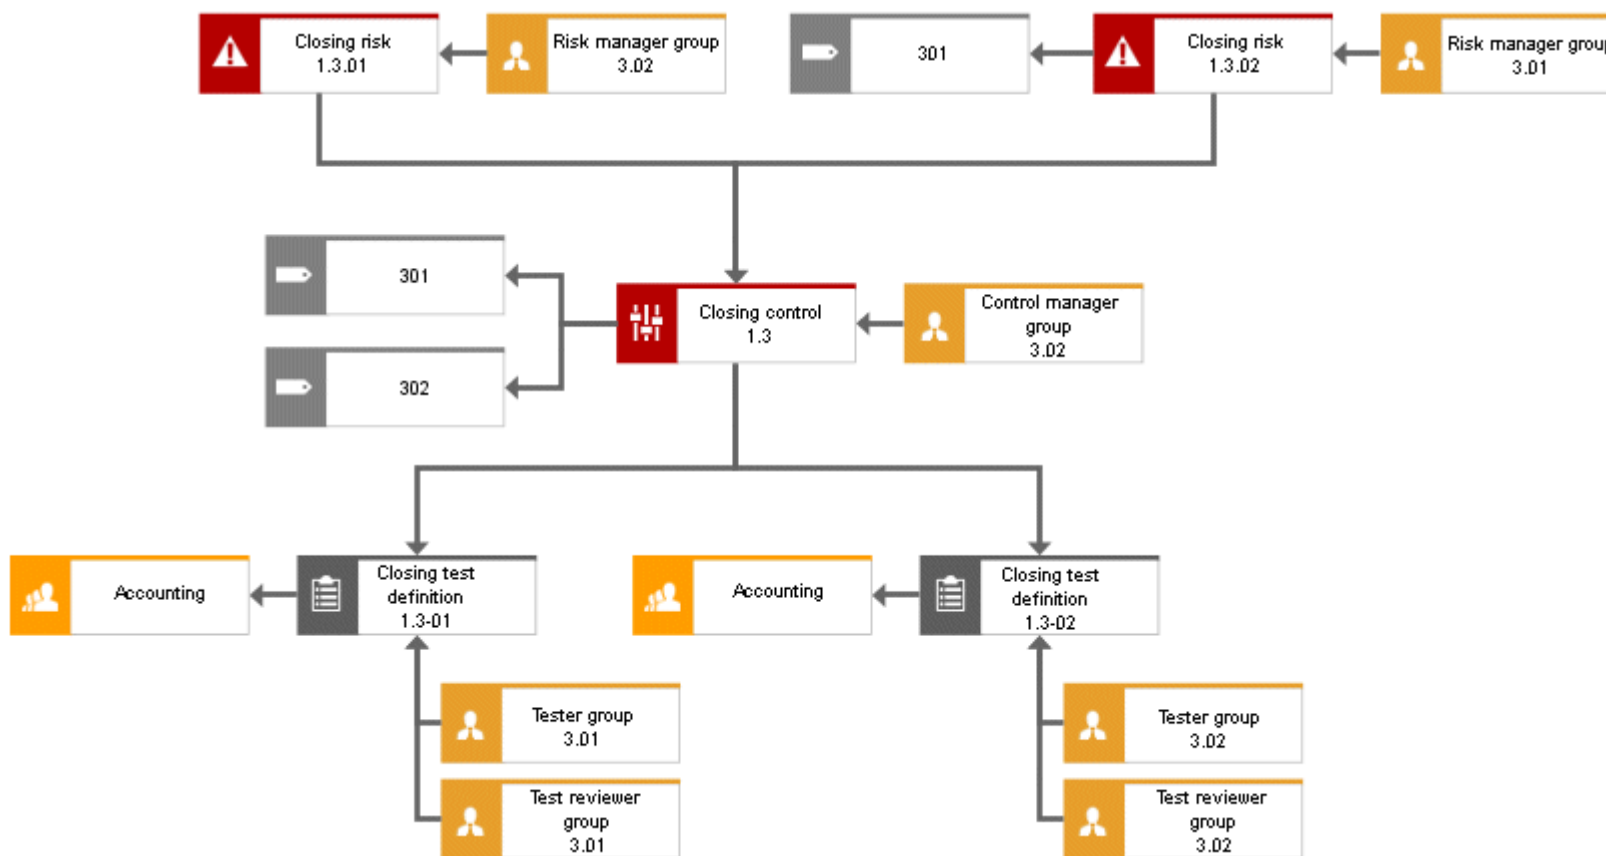 Closing risk
1.3.01
Risk manager group
3.02
301
Closing risk
1.3.02
Risk manager group
3.01
301
302
Closing control
1.3
Control manager
group
3.02
Accounting
Closing test
definition
1.3-01
Accounting
Closing test
definition
1.3-02
Tester group
3.01
Test reviewer
group
3.01
Tester group
3.02
Test reviewer
group
3.02